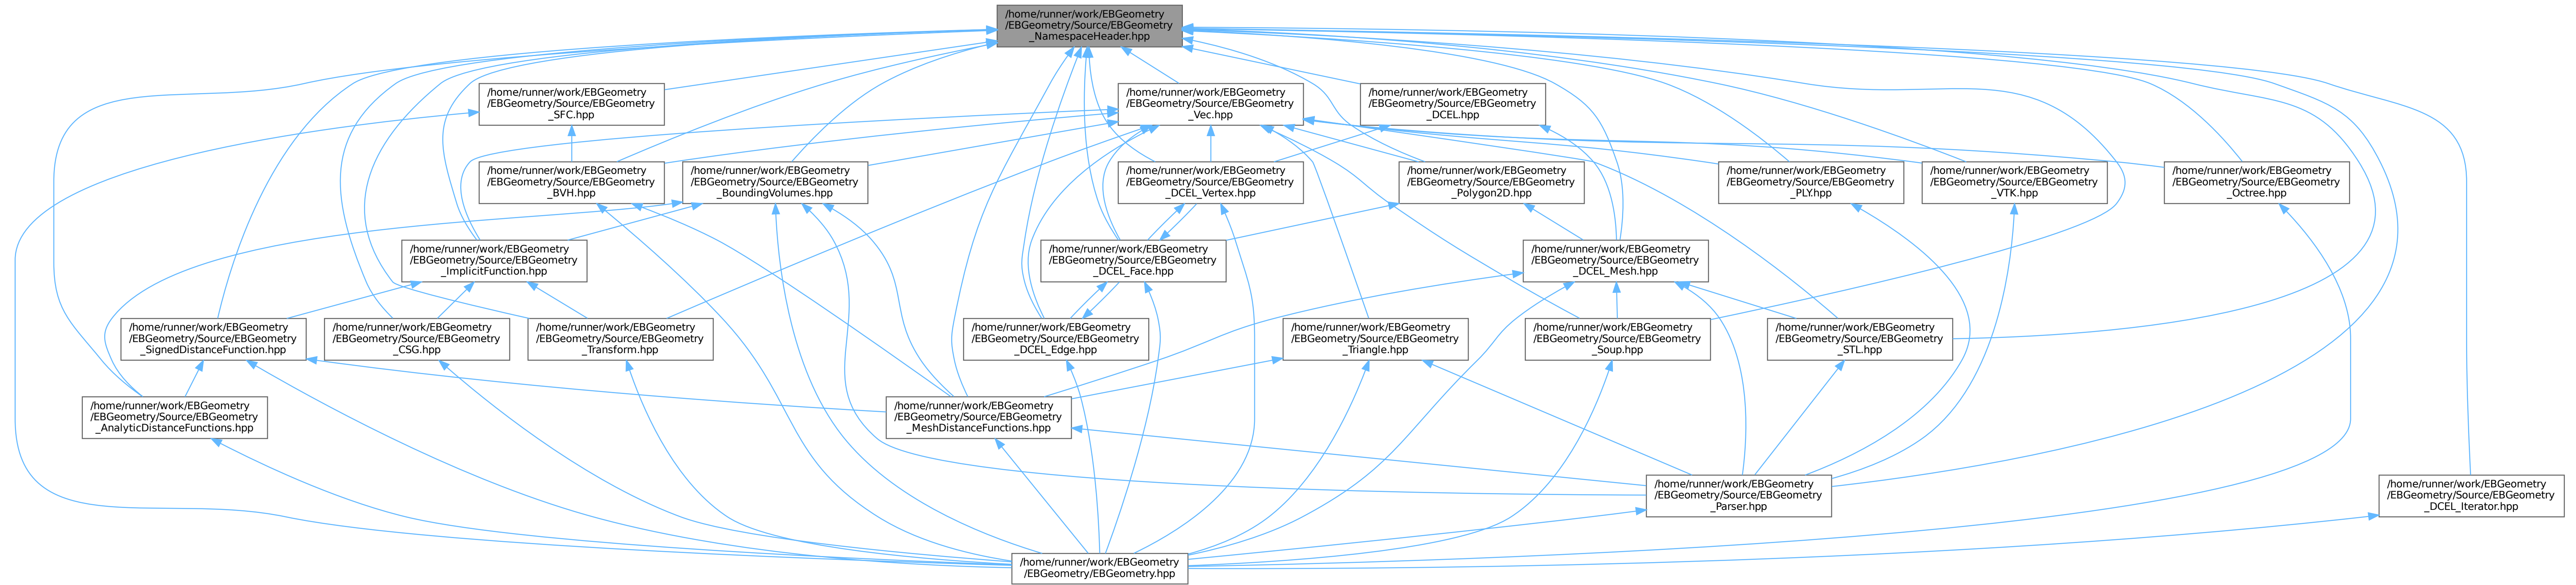 /home/runner/work/EBGeometry
/EBGeometry/Source/EBGeometry
_NamespaceHeader.hpp
/home/runner/work/EBGeometry
/EBGeometry/Source/EBGeometry
_SFC.hpp
/home/runner/work/EBGeometry
/EBGeometry/Source/EBGeometry
_Vec.hpp
/home/runner/work/EBGeometry
/EBGeometry/Source/EBGeometry
_DCEL.hpp
/home/runner/work/EBGeometry
/EBGeometry/Source/EBGeometry
_BVH.hpp
/home/runner/work/EBGeometry
/EBGeometry/Source/EBGeometry
_BoundingVolumes.hpp
/home/runner/work/EBGeometry
/EBGeometry/Source/EBGeometry
_DCEL_Vertex.hpp
/home/runner/work/EBGeometry
/EBGeometry/Source/EBGeometry
_Polygon2D.hpp
/home/runner/work/EBGeometry
/EBGeometry/Source/EBGeometry
_PLY.hpp
/home/runner/work/EBGeometry
/EBGeometry/Source/EBGeometry
_VTK.hpp
/home/runner/work/EBGeometry
/EBGeometry/Source/EBGeometry
_Octree.hpp
/home/runner/work/EBGeometry
/EBGeometry/Source/EBGeometry
_ImplicitFunction.hpp
/home/runner/work/EBGeometry
/EBGeometry/Source/EBGeometry
_DCEL_Face.hpp
/home/runner/work/EBGeometry
/EBGeometry/Source/EBGeometry
_DCEL_Mesh.hpp
/home/runner/work/EBGeometry
/EBGeometry/Source/EBGeometry
_SignedDistanceFunction.hpp
/home/runner/work/EBGeometry
/EBGeometry/Source/EBGeometry
_CSG.hpp
/home/runner/work/EBGeometry
/EBGeometry/Source/EBGeometry
_Transform.hpp
/home/runner/work/EBGeometry
/EBGeometry/Source/EBGeometry
_DCEL_Edge.hpp
/home/runner/work/EBGeometry
/EBGeometry/Source/EBGeometry
_Triangle.hpp
/home/runner/work/EBGeometry
/EBGeometry/Source/EBGeometry
_Soup.hpp
/home/runner/work/EBGeometry
/EBGeometry/Source/EBGeometry
_STL.hpp
/home/runner/work/EBGeometry
/EBGeometry/Source/EBGeometry
_AnalyticDistanceFunctions.hpp
/home/runner/work/EBGeometry
/EBGeometry/Source/EBGeometry
_MeshDistanceFunctions.hpp
/home/runner/work/EBGeometry
/EBGeometry/Source/EBGeometry
_Parser.hpp
/home/runner/work/EBGeometry
/EBGeometry/Source/EBGeometry
_DCEL_Iterator.hpp
/home/runner/work/EBGeometry
/EBGeometry/EBGeometry.hpp